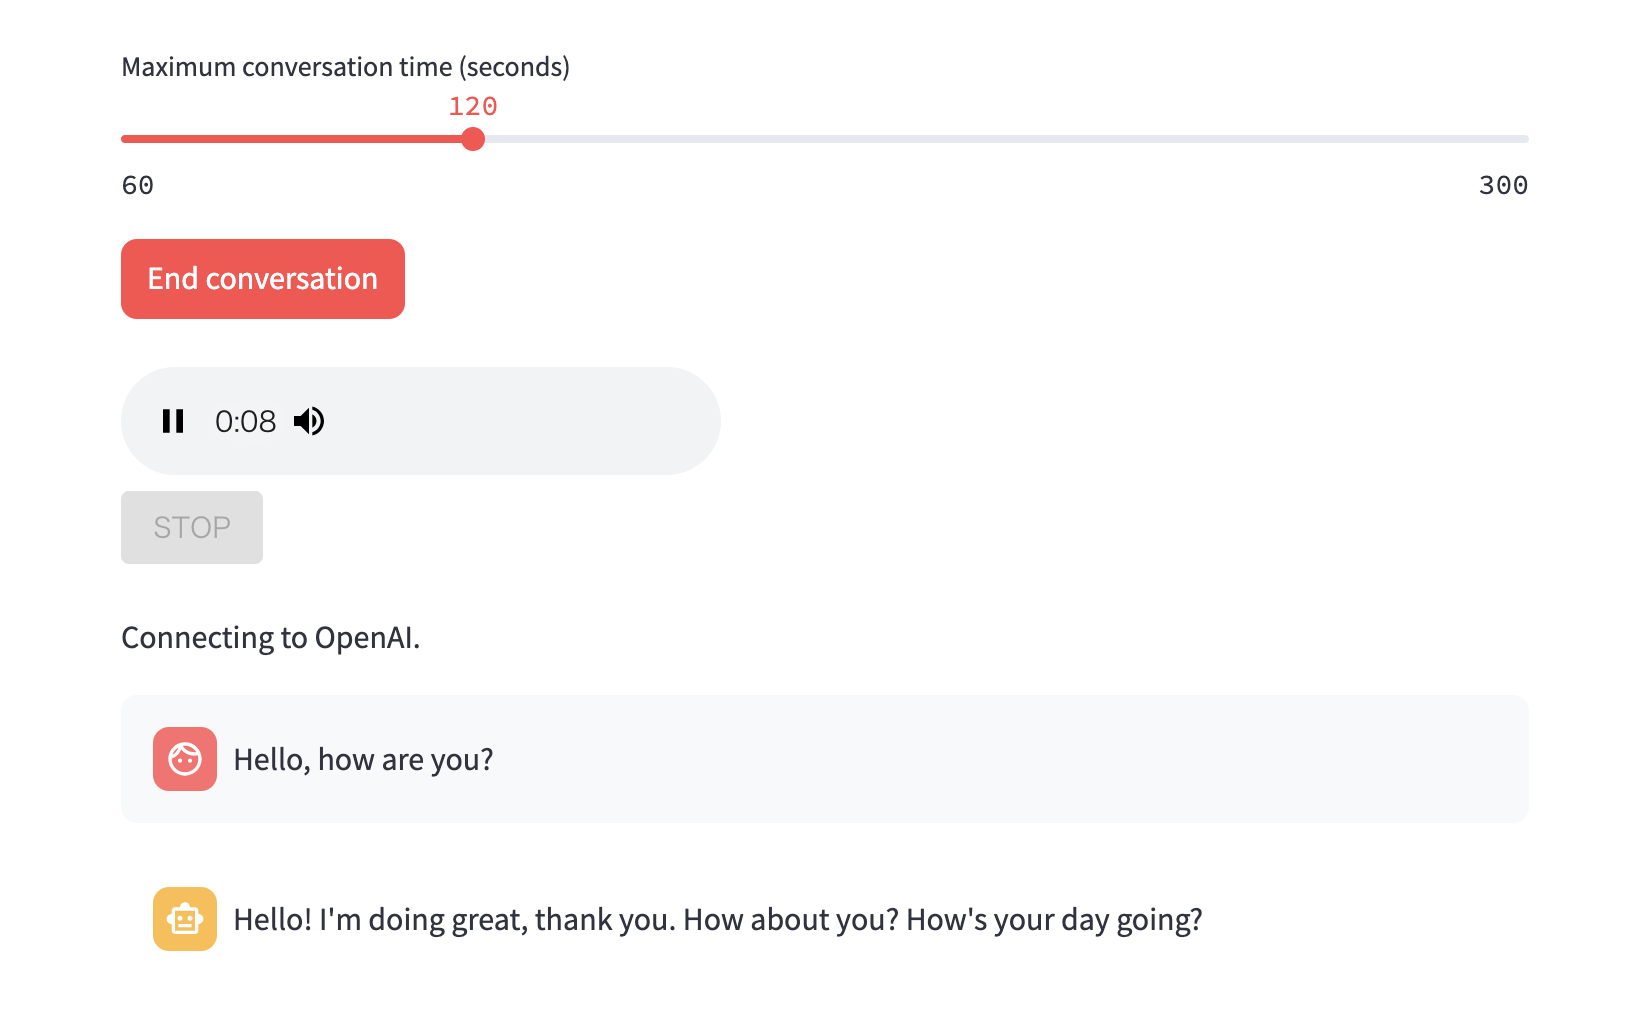 Maximum conversation time (seconds)
120
60 300
End conversation
0:08
STOP
Connecting to OpenAI.
Hello, how are you?
Hello! I'm doing great, thank you. How about you? How's your day going?